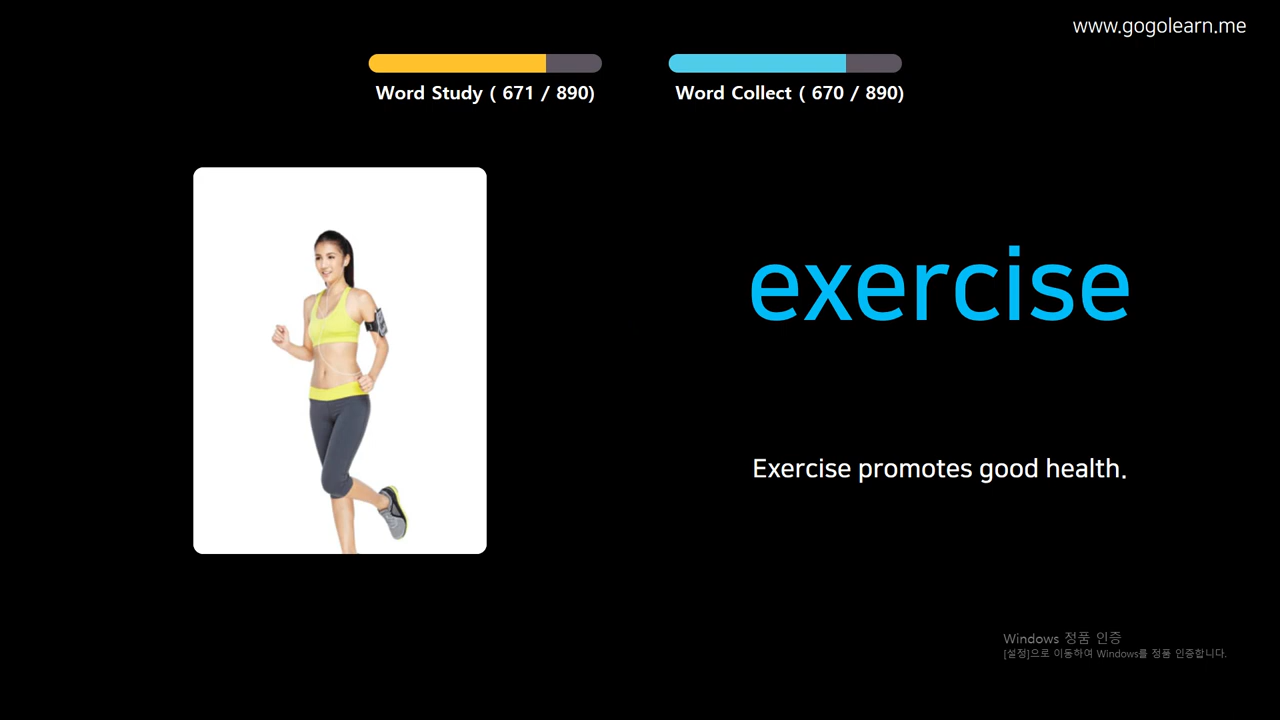 www.gogolearn.me
Word Study ( 671 / 890)
Word Collect ( 670 / 890)
exercise
Exercise promotes good health.
Windows 정품 인증
[설정]으로 이동하여 Windows를 정품 인증합니다.